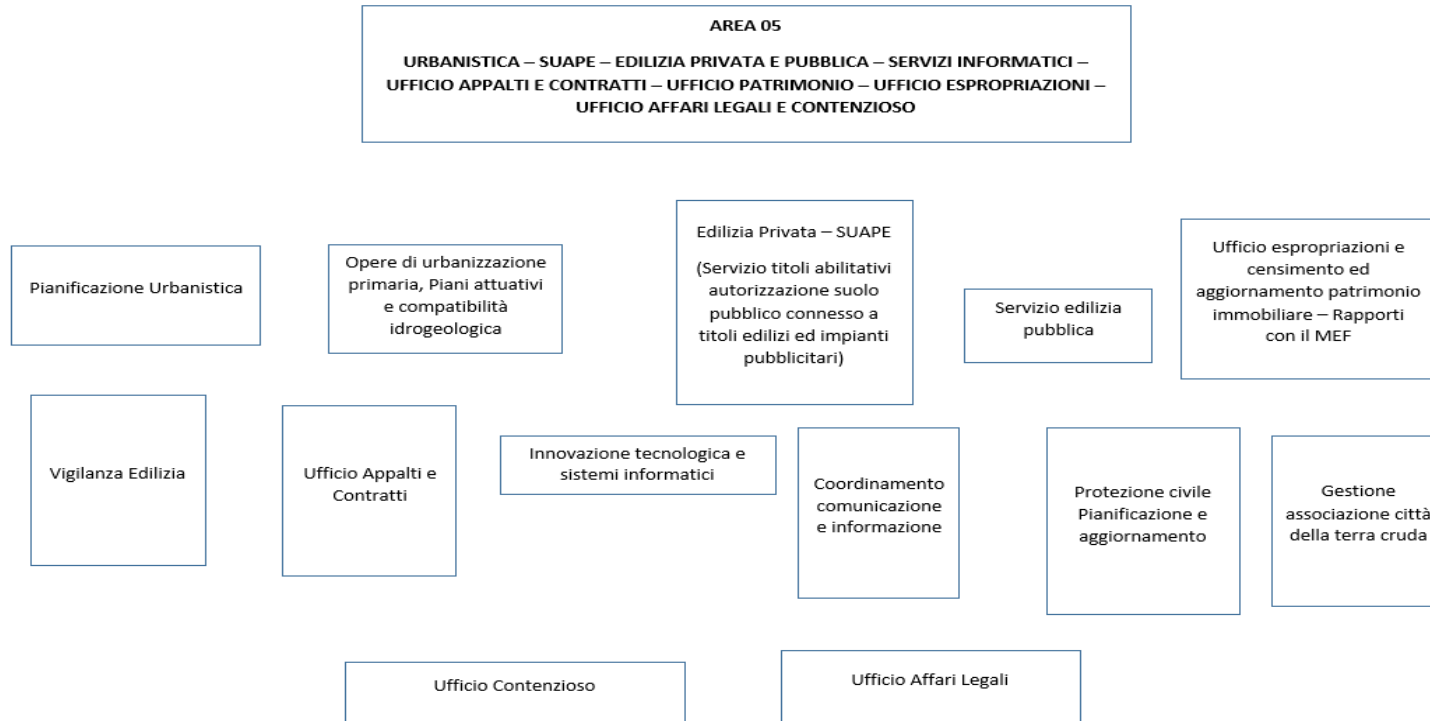 AREA 05
URBANISTICA – SUAPE – EDILIZIA PRIVATA E PUBBLICA – SERVIZI INFORMATICI –
UFFICIO APPALTI E CONTRATTI – UFFICIO PATRIMONIO – UFFICIO ESPROPRIAZIONI –
UFFICIO AFFARI LEGALI E CONTENZIOSO
Pianificazione Urbanistica
Opere di urbanizzazione
primaria, Piani attuativi
e compatibilità
idrogeologica
Edilizia Privata – SUAPE
(Servizio titoli abilitativi
autorizzazione suolo
pubblico connesso a
titoli edilizi ed impianti
pubblicitari)
Servizio edilizia
pubblica
Ufficio espropriazioni e
censimento ed
aggiornamento patrimonio
immobiliare – Rapporti
con il MEF
Vigilanza Edilizia
Ufficio Appalti e
Contratti
Innovazione tecnologica e
sistemi informatici
Coordinamento
comunicazione
e informazione
Protezione civile
Pianificazione e
aggiornamento
Gestione
associazione città
della terra cruda
Ufficio Contenzioso
Ufficio Affari Legali